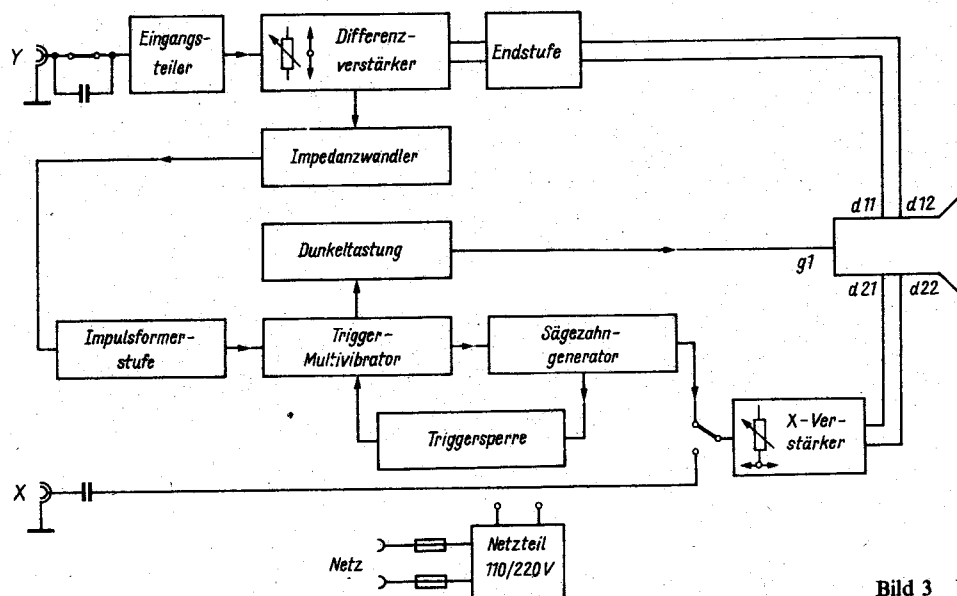 Y
Eingangs-
teiler
Differenz-
verstärker
Endstufe
Impedanzwandler
d11 d12
Dunkeltastung
g1
d21 d22
Impulsformer-
stufe
Trigger-
Multivibrator
Sägezahn-
generator
X-Ver-
stärker
Triggersperre
X
Netz
Netzteil
110/220V
Bild 3